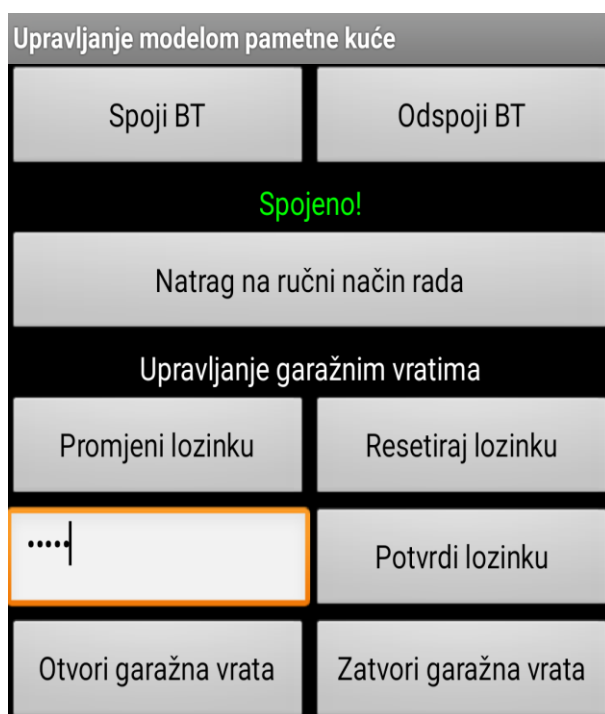 Upravljanje modelom pametne kuće
Spoji BT
Odspoji BT
Spojeno!
Natrag na ručni način rada
Upravljanje garažnim vratima
Promjeni lozinku
Resetiraj lozinku
•••••
Potvrdi lozinku
Otvori garažna vrata
Zatvori garažna vrata